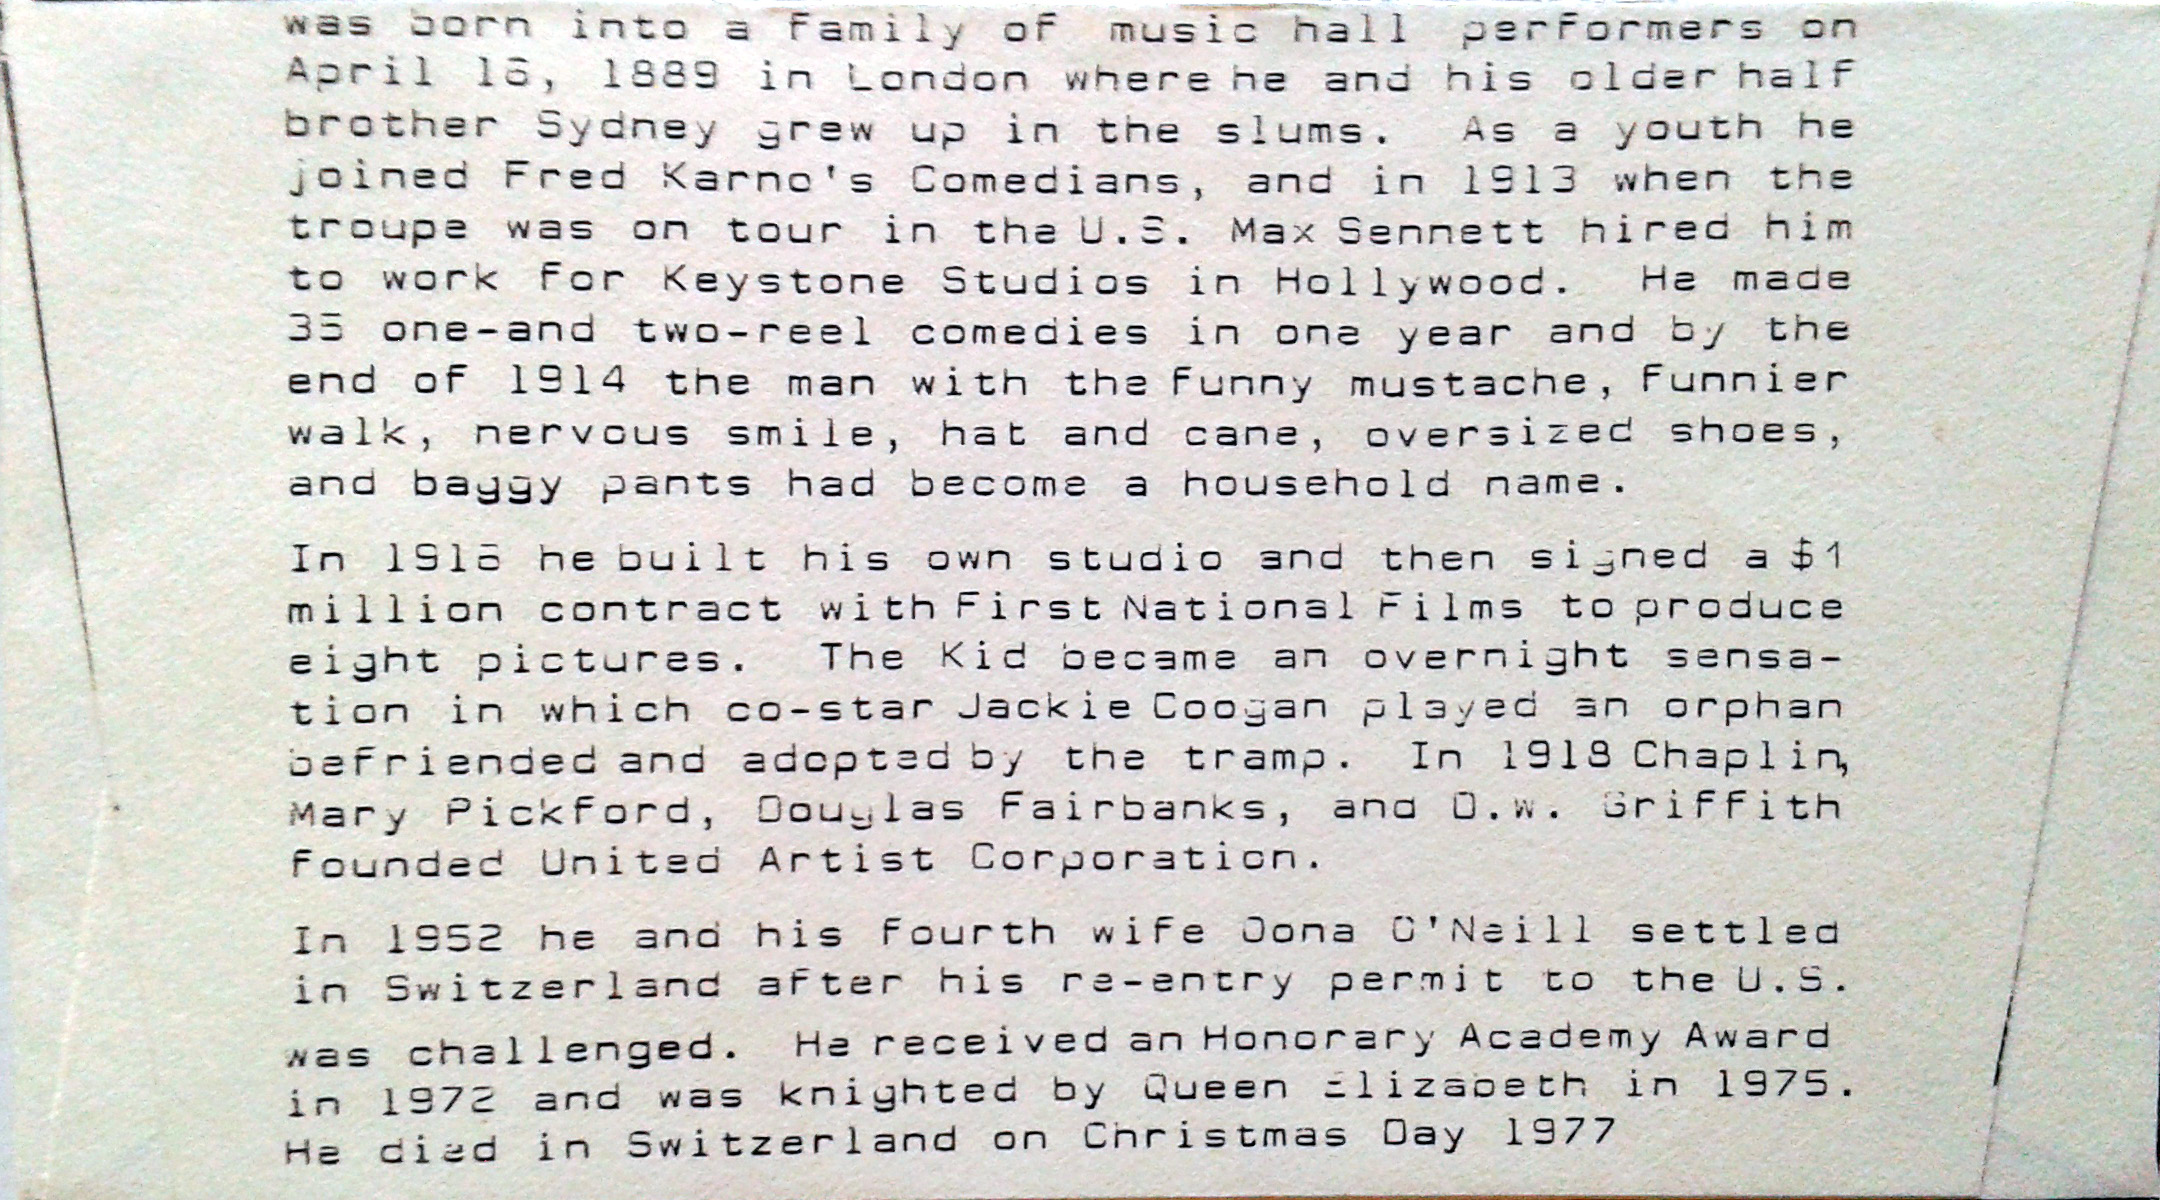 was born into a family of music hall performers on
April 16, 1889 in London where he and his older half
brother Sydney grew up in the slums. As a youth he
joined Fred Karno's Comedians, and in 1913 when the
troupe was on tour in the U.S. Max Sennett hired him
to work for Keystone Studios in Hollywood. He made
35 one-and two-reel comedies in one year and by the
end of 1914 the man with the funny mustache, funnier
walk, nervous smile, hat and cane, oversized shoes,
and baggy pants had become a household name.
In 1918 he built his own studio and then signed a $1
million contract with First National Films to produce
eight pictures. The Kid became an overnight sensa-
tion in which co-star Jackie Coogan played an orphan
befriended and adopted by the tramp. In 1919 Chaplin,
Mary Pickford, Douglas Fairbanks, and D.W. Griffith
founded United Artist Corporation.
In 1952 he and his fourth wife Oona O'Neill settled
in Switzerland after his re-entry permit to the U.S.
was challenged. He received an Honorary Academy Award
in 1972 and was knighted by Queen Elizabeth in 1975.
He died in Switzerland on Christmas Day 1977